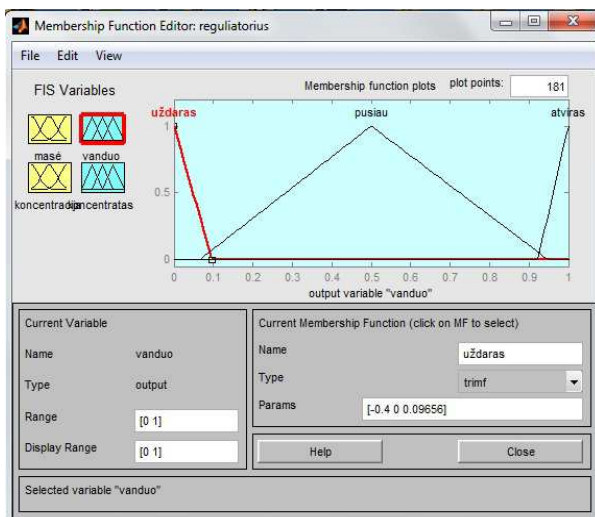 Membership Function Editor: reguliatorius
File Edit View
FIS Variables
Membership function plots plot points: 181
uždaras pusiau atviras
masė vanduo
koncentracija koncentratas
1
0.5
0
0 0.1 0.2 0.3 0.4 0.5 0.6 0.7 0.8 0.9 1
output variable "vanduo"
Current Variable
Name vanduo
Type output
Range [0 1]
Display Range [0 1]
Current Membership Function (click on MF to select)
Name uždaras
Type trimf
Params [-0.4 0 0.09656]
Help Close
Selected variable "vanduo"